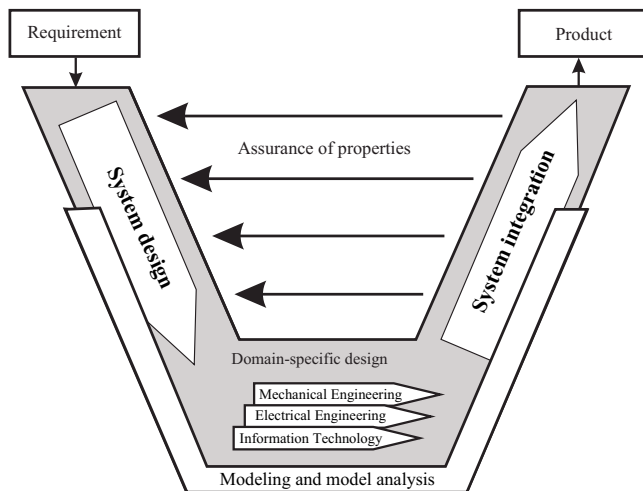 Requirement
Product
Assurance of properties
System design
System integration
Domain-specific design
Mechanical Engineering
Electrical Engineering
Information Technology
Modeling and model analysis